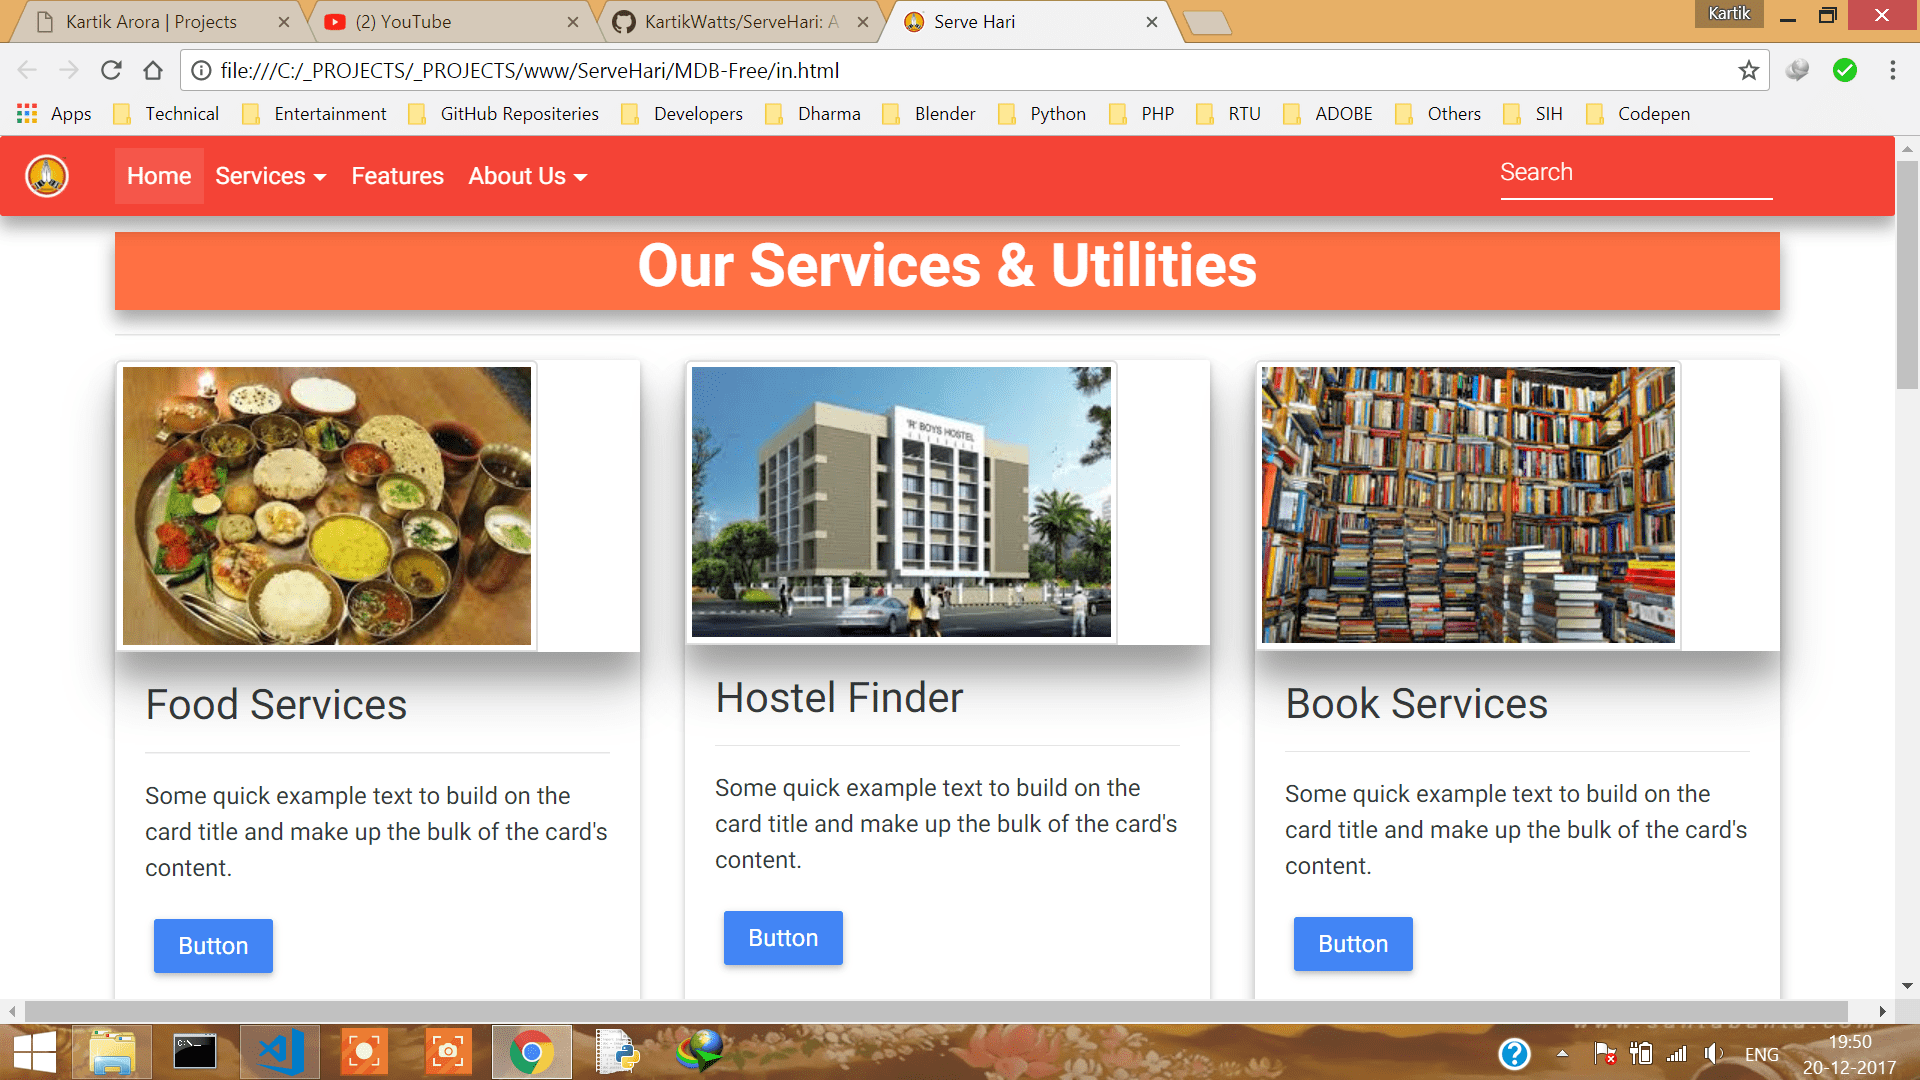 Kartik Arora | Projects
(2) YouTube
KartikWatts/ServeHari: A
Serve Hari
Kartik
file:///C:/_PROJECTS/_PROJECTS/www/ServeHari/MDB-Free/in.html
Apps Technical Entertainment GitHub Repositeries Developers Dharma Blender Python PHP RTU ADOBE Others SIH Codepen
Home Services Features About Us Search
Our Services & Utilities
'R' BOYS HOSTEL
Food Services
Some quick example text to build on the
card title and make up the bulk of the card's
content.
Button
Hostel Finder
Some quick example text to build on the
card title and make up the bulk of the card's
content.
Button
Book Services
Some quick example text to build on the
card title and make up the bulk of the card's
content.
Button
C:\_
ENG
19:50
20-12-2017